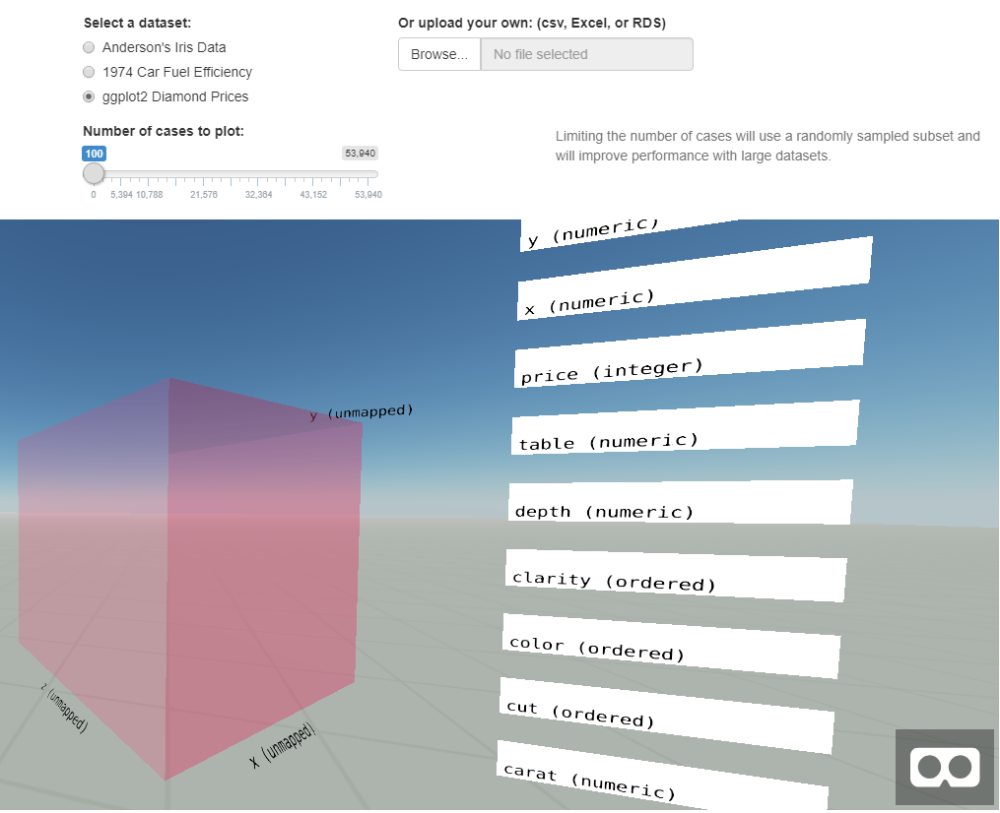 Select a dataset:
Anderson's Iris Data
1974 Car Fuel Efficiency
ggplot2 Diamond Prices
Or upload your own: (csv, Excel, or RDS)
Browse... No file selected
Number of cases to plot:
100 53,940
0 5,394 10,788 21,576 32,364 43,152 53,940
Limiting the number of cases will use a randomly sampled subset and
will improve performance with large datasets.
y (numeric)
x (numeric)
price (integer)
table (numeric)
depth (numeric)
clarity (ordered)
color (ordered)
cut (ordered)
carat (numeric)
y (unmapped)
z (unmapped)
X (unmapped)